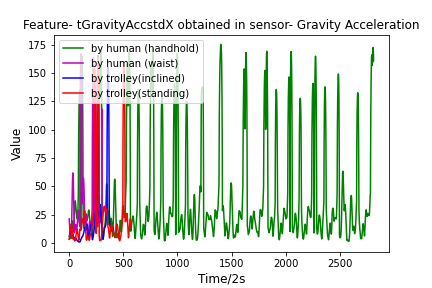 Feature- tGravityAccstdX obtained in sensor- Gravity Acceleration
175
150
125
100
75
50
25
0
Value
by human (handhold)
by human (waist)
by trolley(inclined)
by trolley(standing)
0 500 1000 1500 2000 2500
Time/2s